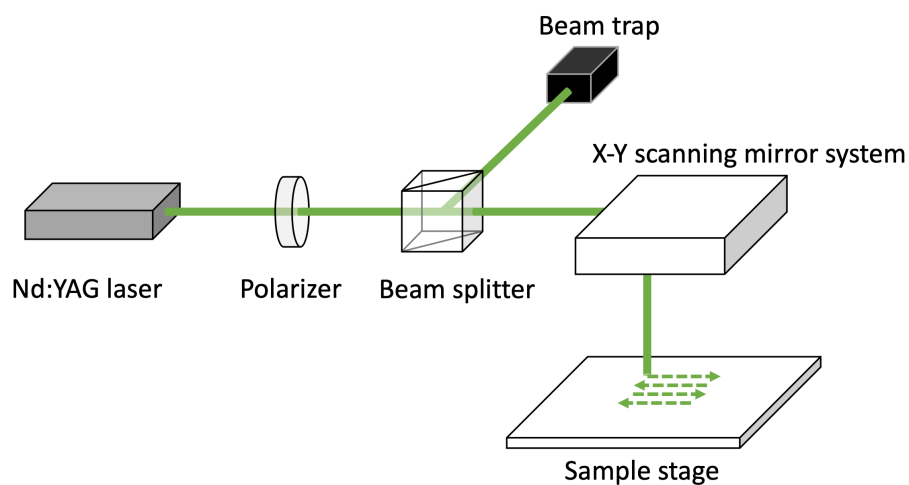 Beam trap
X-Y scanning mirror system
Nd:YAG laser
Polarizer
Beam splitter
Sample stage